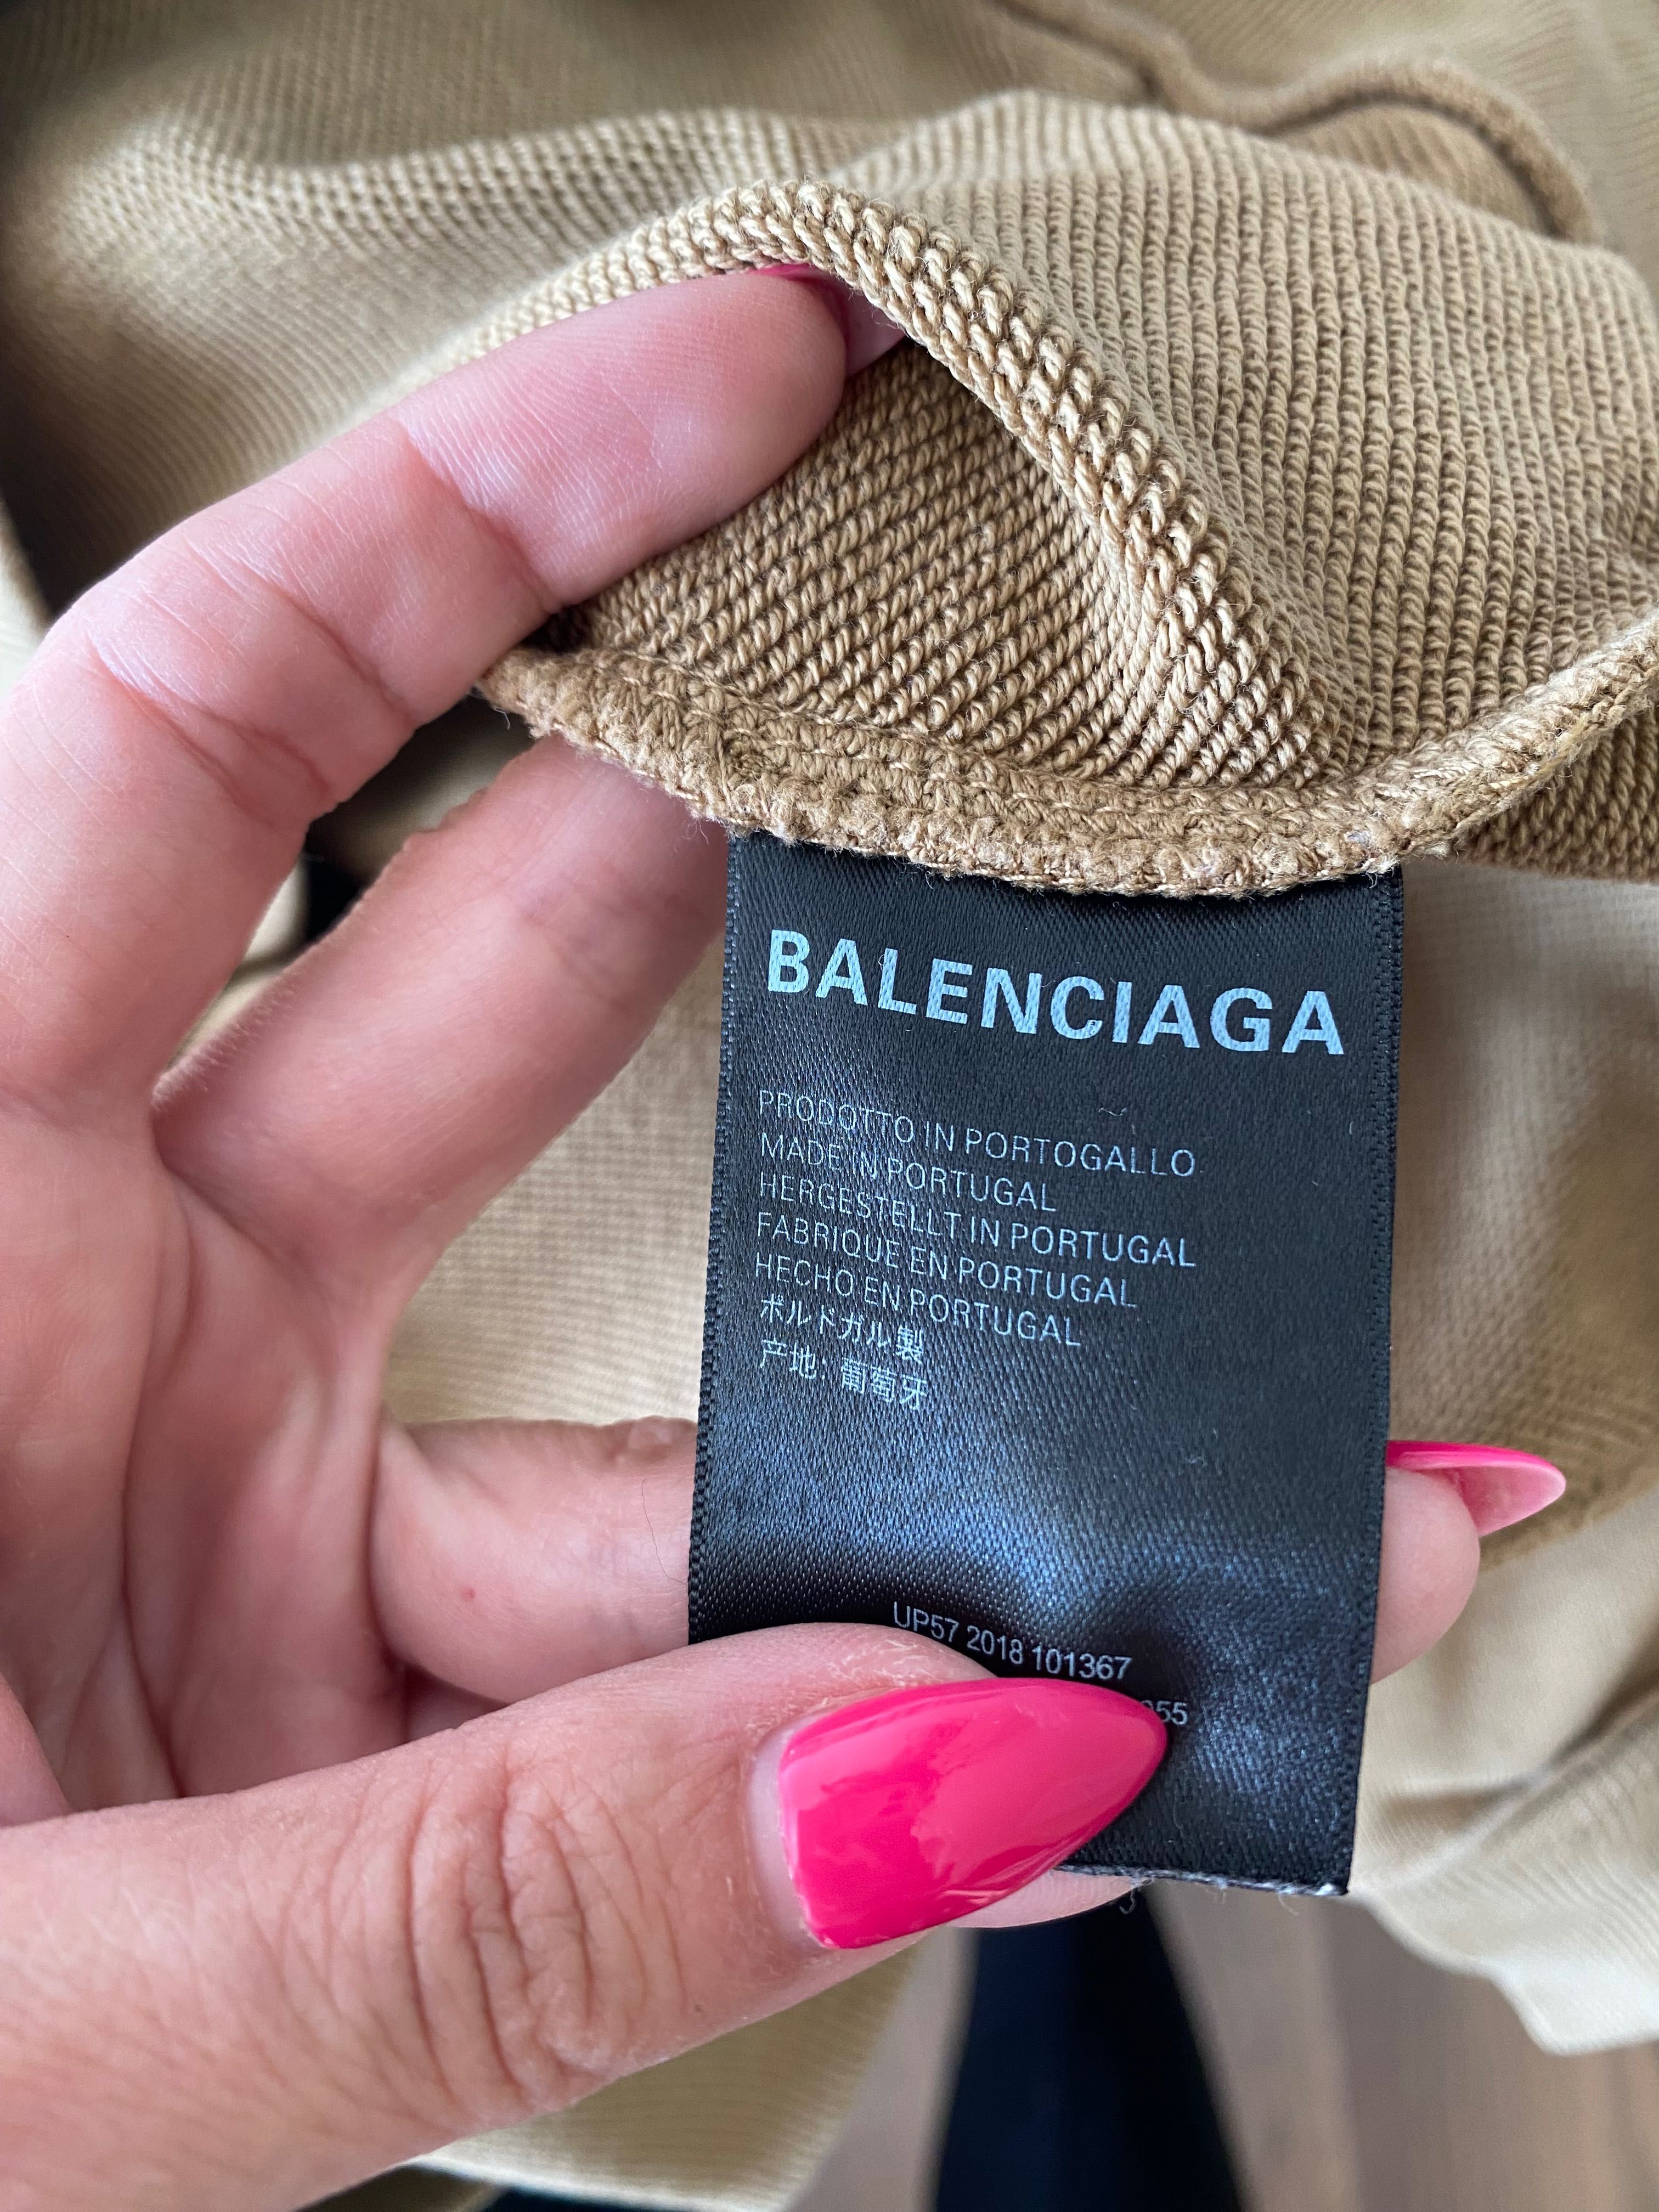 BALENCIAGA
PRODOTTO IN PORTOGALLO
MADE IN PORTUGAL
HERGESTELLT IN PORTUGAL
FABRIQUE EN PORTUGAL
HECHO EN PORTUGAL
ポルトガル製
产地: 葡萄牙
UP57 2018 101367